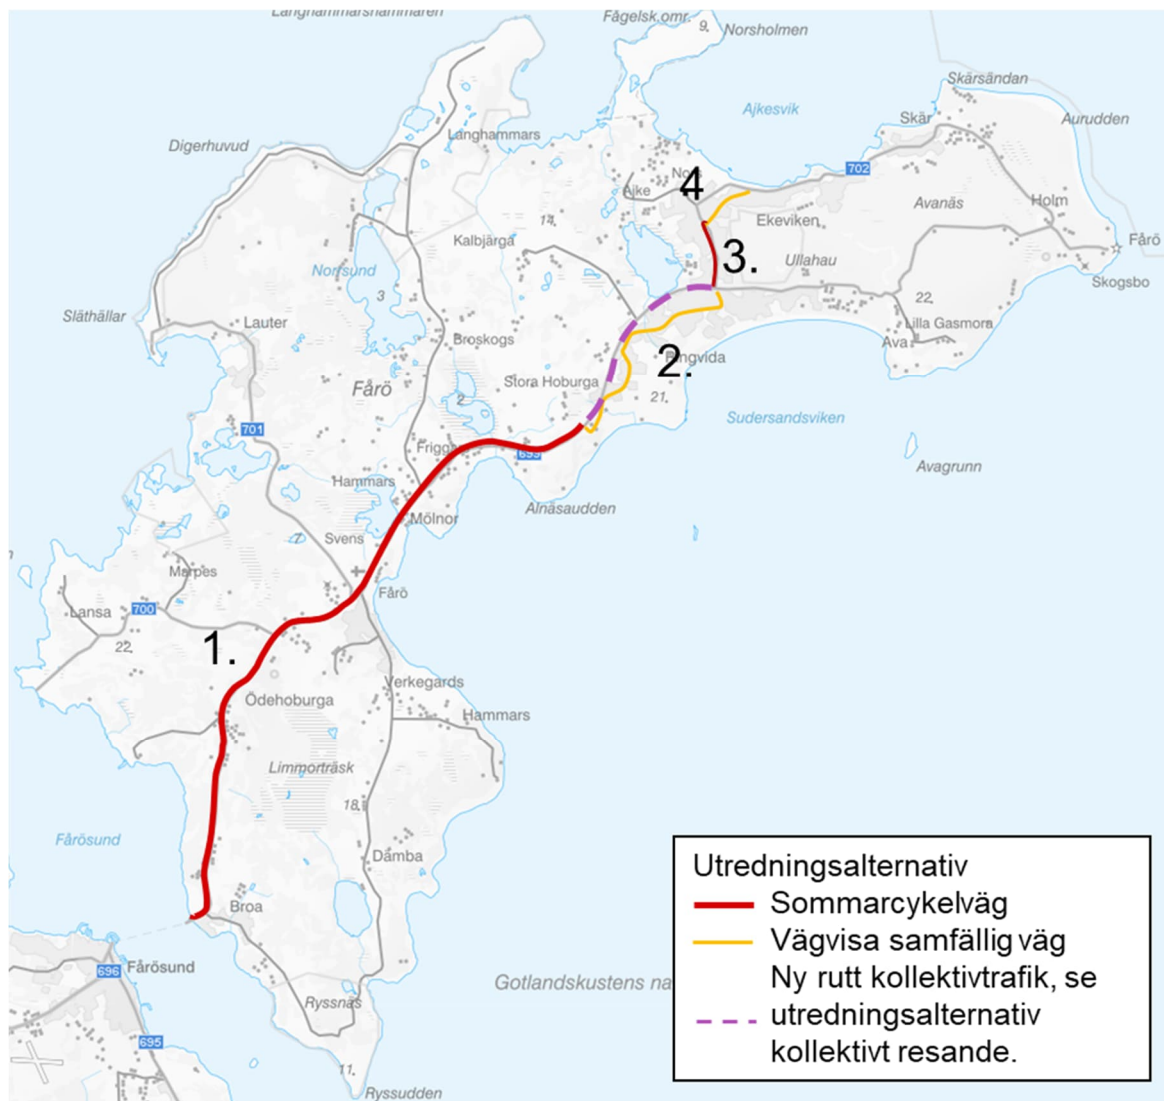 Langhammarshammaren
Fågelsk.omr.
9.
Norsholmen
Skärsändan
Ajkesvik
Aurudden
Skär
Langhammars
Digerhuvud
702
4
Ajke
Avanäs
Holm
14.
Ekeviken
Kalbjärga
3.
Fårö
Ullahau
Norrsund
Skogsbo
3
22.
Släthällar
Lauter
Lilla Gasmora
Broskogs
Ava
2.
Ringvida
Stora Hoburga
Fårö
2
21.
Sudersandsviken
701
699
Avagrunn
Hammars
Alnäsaudden
Mölnor
7
Svens
Marpes
Fårö
700
Lansa
22.
1.
Verkegards
Ödehoburga
Hammars
Limmorträsk
18.
Fårösund
Dämba
Broa
Fårösund
696
Gotlandskustens na
Ryssnäs
695
11.
Ryssudden
Utredningsalternativ
Sommarcykelväg
Vägvisa samfällig väg
Ny rutt kollektivtrafik, se
utredningsalternativ
kollektivt resande.